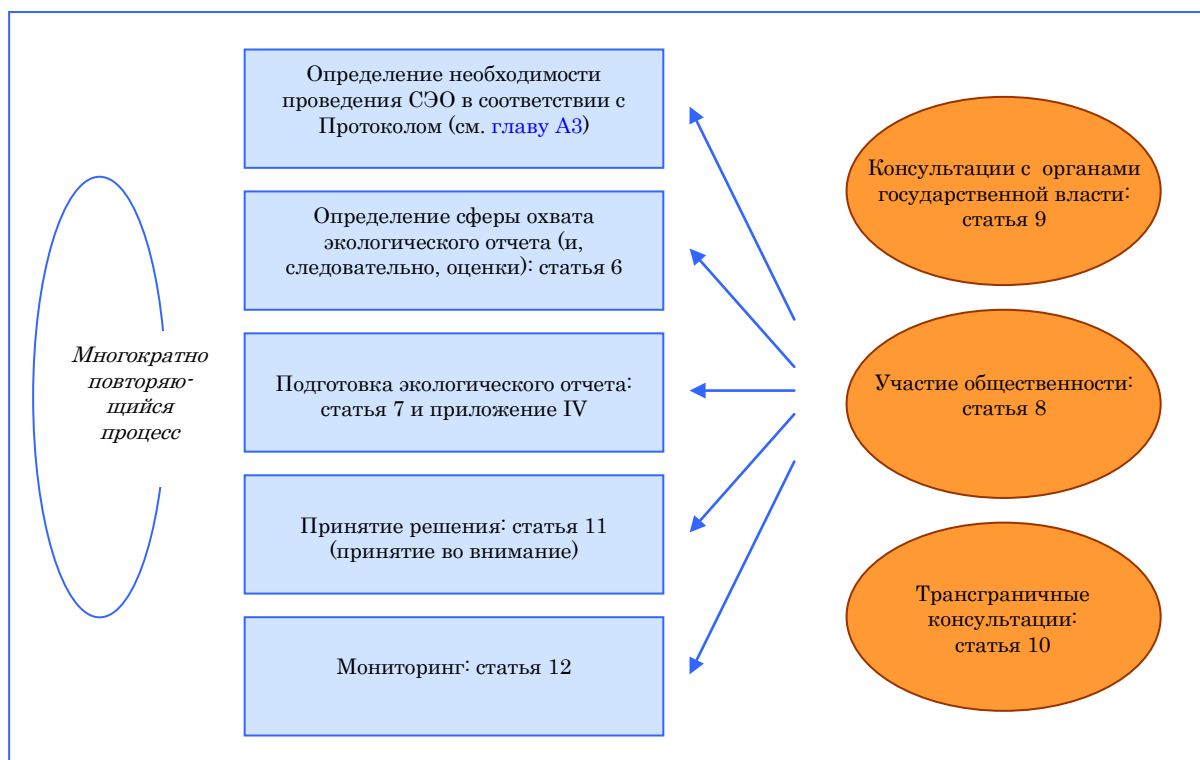 Определение необходимости
проведения СЭО в соответствии с
Протоколом (см. главу А3)
Определение сферы охвата
экологического отчета (и,
следовательно, оценки): статья 6
Подготовка экологического отчета:
статья 7 и приложение IV
Принятие решения: статья 11
(принятие во внимание)
Мониторинг: статья 12
Многократно
повторяю-
щийся
процесс
Консультации с органами
государственной власти:
статья 9
Участие общественности:
статья 8
Трансграничные
консультации:
статья 10